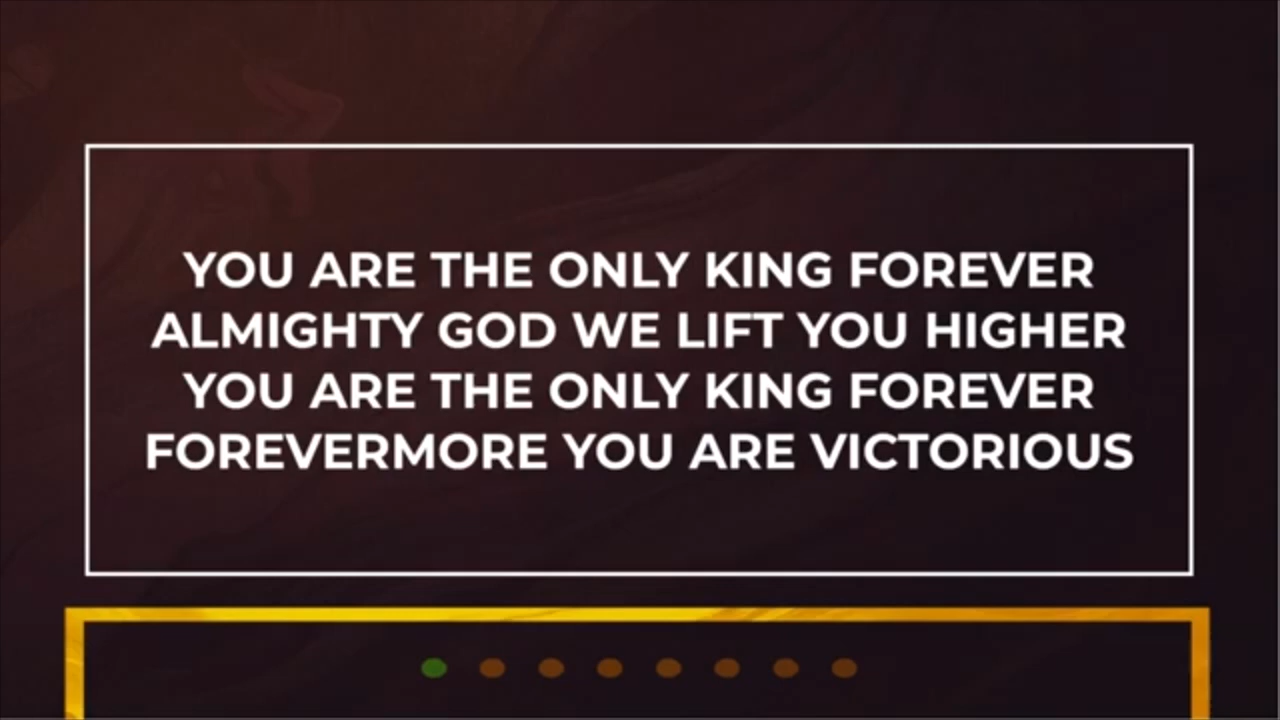 YOU ARE THE ONLY KING FOREVER
ALMIGHTY GOD WE LIFT YOU HIGHER
YOU ARE THE ONLY KING FOREVER
FOREVERMORE YOU ARE VICTORIOUS